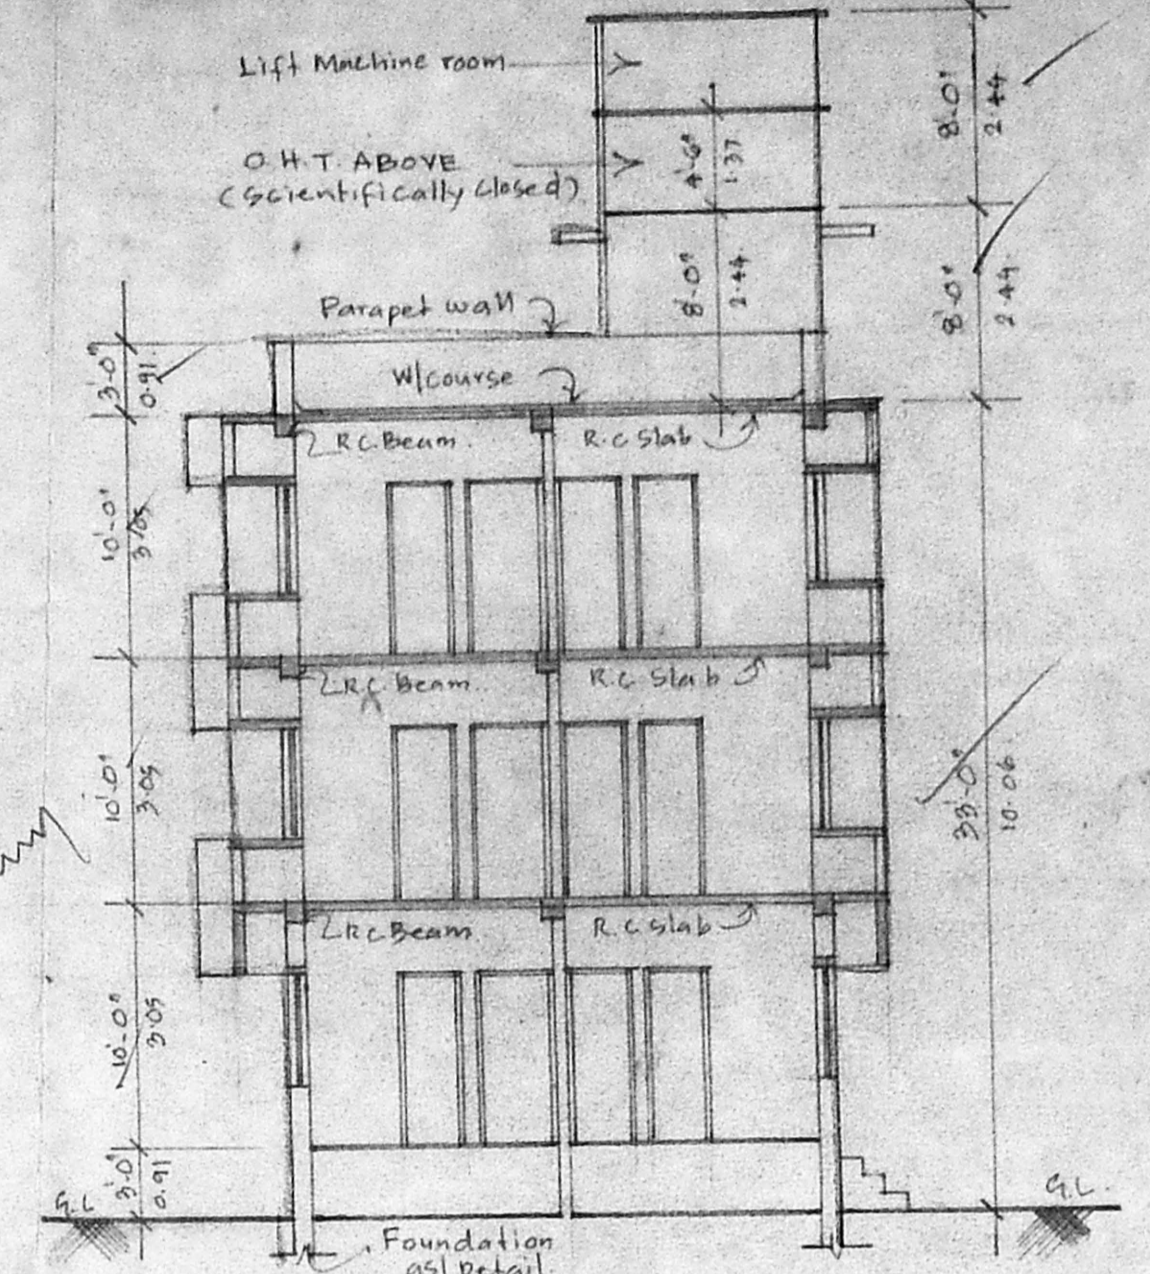 Lift Machine room
O.H.T. ABOVE
(Scientifically closed)
Parapet wall
W/course
R.C. Beam
R.C Slab
R.C. Beam
R.C Slab
R.C Beam
R.C. Slab
Foundation
as/Detail
G.L
G.L.
3'-0"
0.91
10'-0"
3.05
10'-0"
3.05
10'-0"
3.05
3'-0"
0.91
4'-6"
1.37
8'-0"
2.44
8'-0"
2.44
8'-0"
2.44
33'-0"
10.06